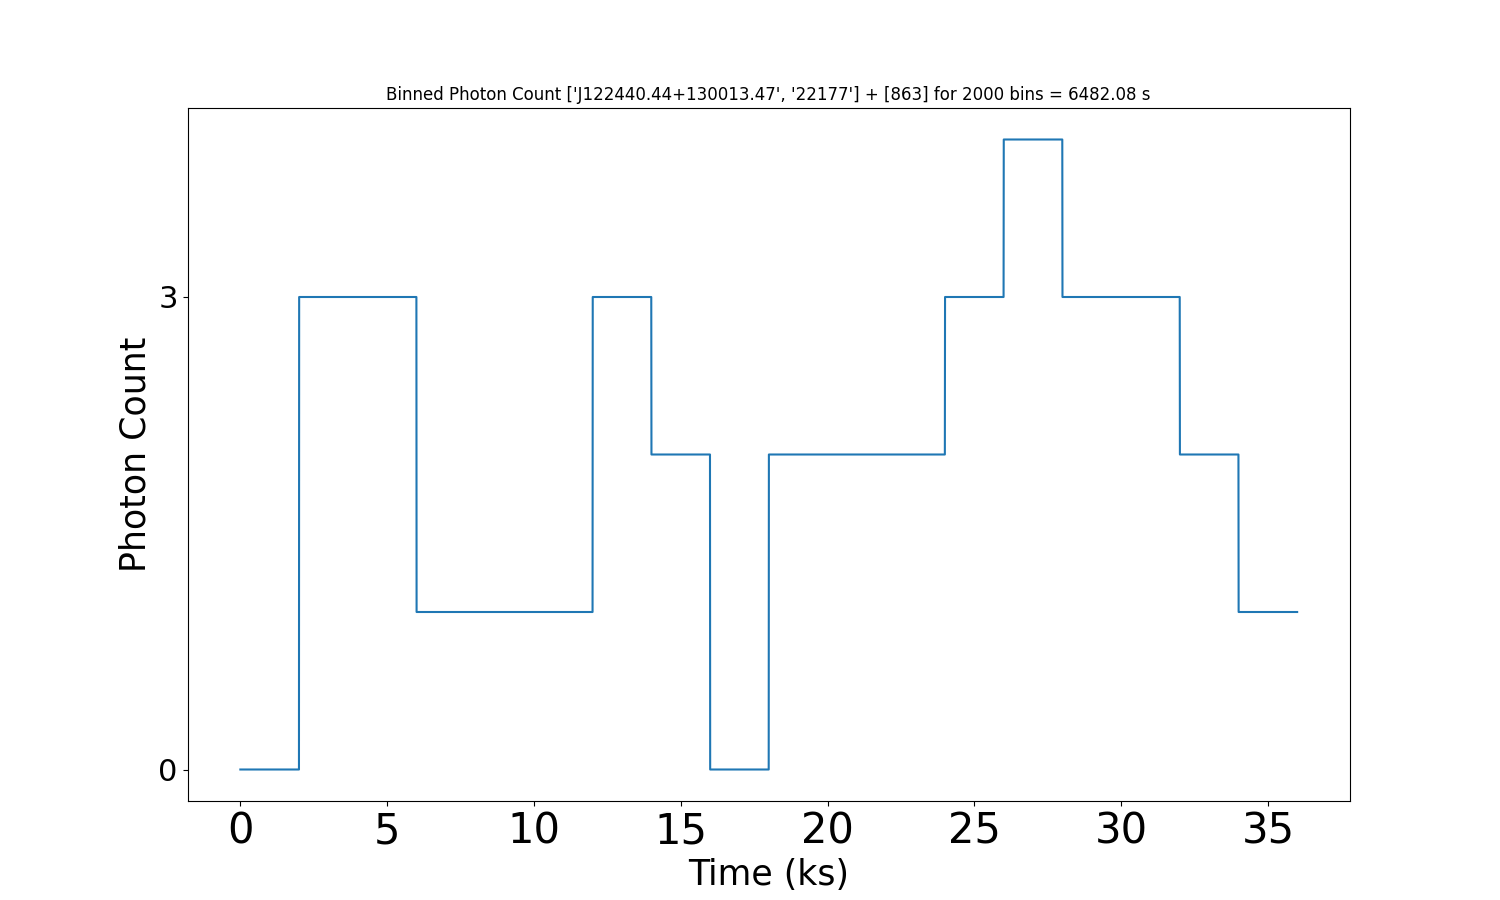 Binned Photon Count ['J122440.44+130013.47', '22177'] + [863] for 2000 bins = 6482.08 s
Photon Count
3
0
0 5 10 15 20 25 30 35
Time (ks)